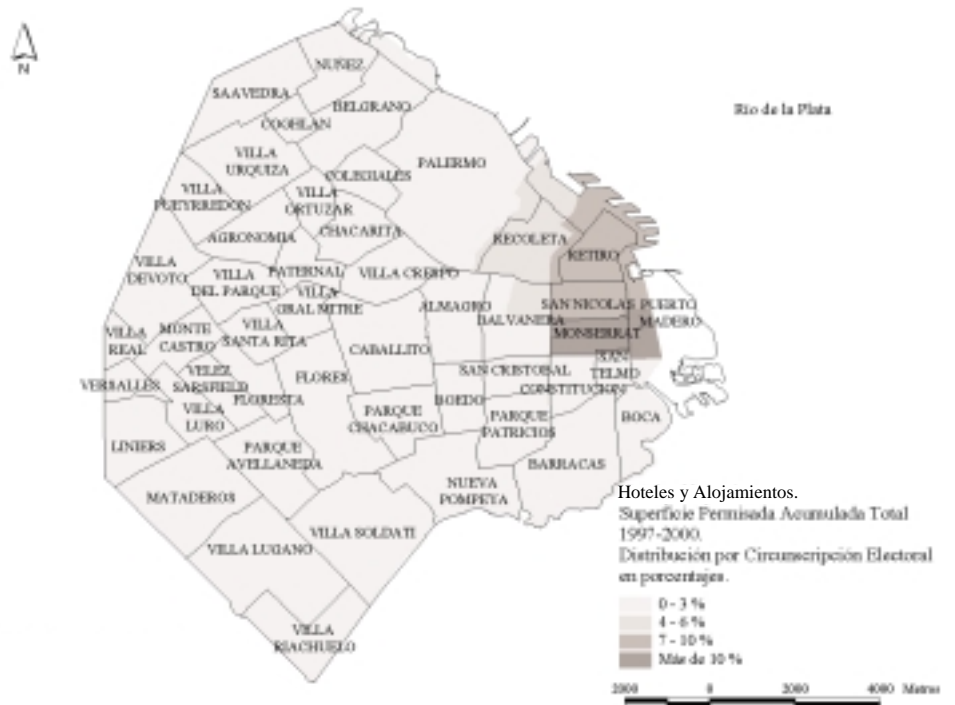 N
NUÑEZ
SAAVEDRA
BELGRANO
COGHLAN
Río de la Plata
VILLA
URQUIZA
PALERMO
COLEGIALES
VILLA
PUEYRREDON
VILLA
ORTUZAR
CHACARITA
AGRONOMIA
RECOLETA
RETIRO
VILLA
DEVOTO
VILLA
DEL PARQUE
PATERNAL
VILLA CRESPO
VILLA
GRAL MITRE
ALMAGRO
BALVANERA
SAN NICOLAS
PUERTO
MADERO
MONSERRAT
VILLA
REAL
MONTE
CASTRO
VILLA
SANTA RITA
CABALLITO
SAN
TELMO
SAN CRISTOBAL
CONSTITUCION
VERSALLES
VELEZ
SARSFIELD
FLORES
FLORESTA
BOEDO
VILLA
LURO
PARQUE
CHACABUCO
PARQUE
PATRICIOS
BOCA
LINIERS
PARQUE
AVELLANEDA
BARRACAS
MATADEROS
NUEVA
POMPEYA
VILLA SOLDATI
VILLA LUGANO
VILLA
RIACHUELO
Hoteles y Alojamientos.
Superficie Permisada Acumulada Total
1997-2000.
Distribución por Circunscripción Electoral
en porcentajes.
0 - 3 %
4 - 6 %
7 - 10 %
Más de 10 %
2000 0 2000 4000 Metros